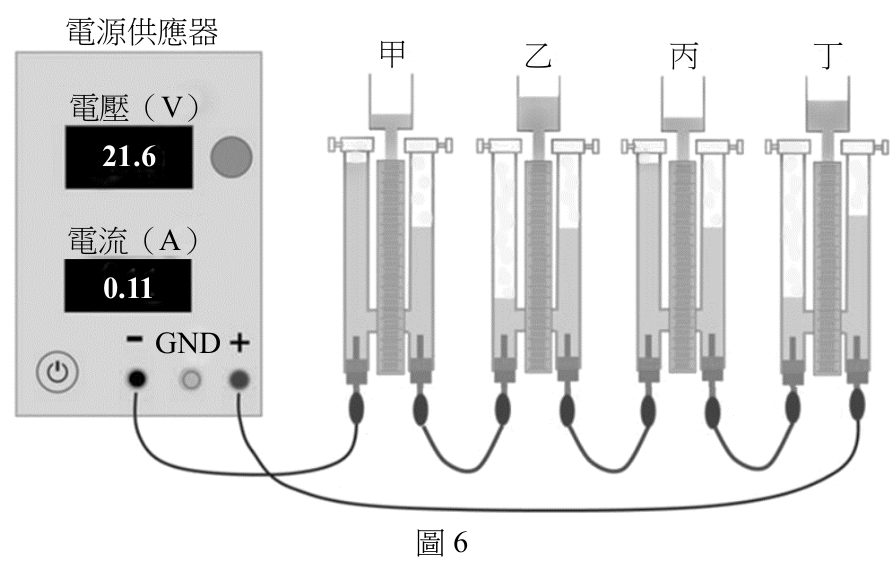 電源供應器
電壓（V）
21.6
電流（A）
0.11
- GND +
甲 乙 丙 丁
圖 6